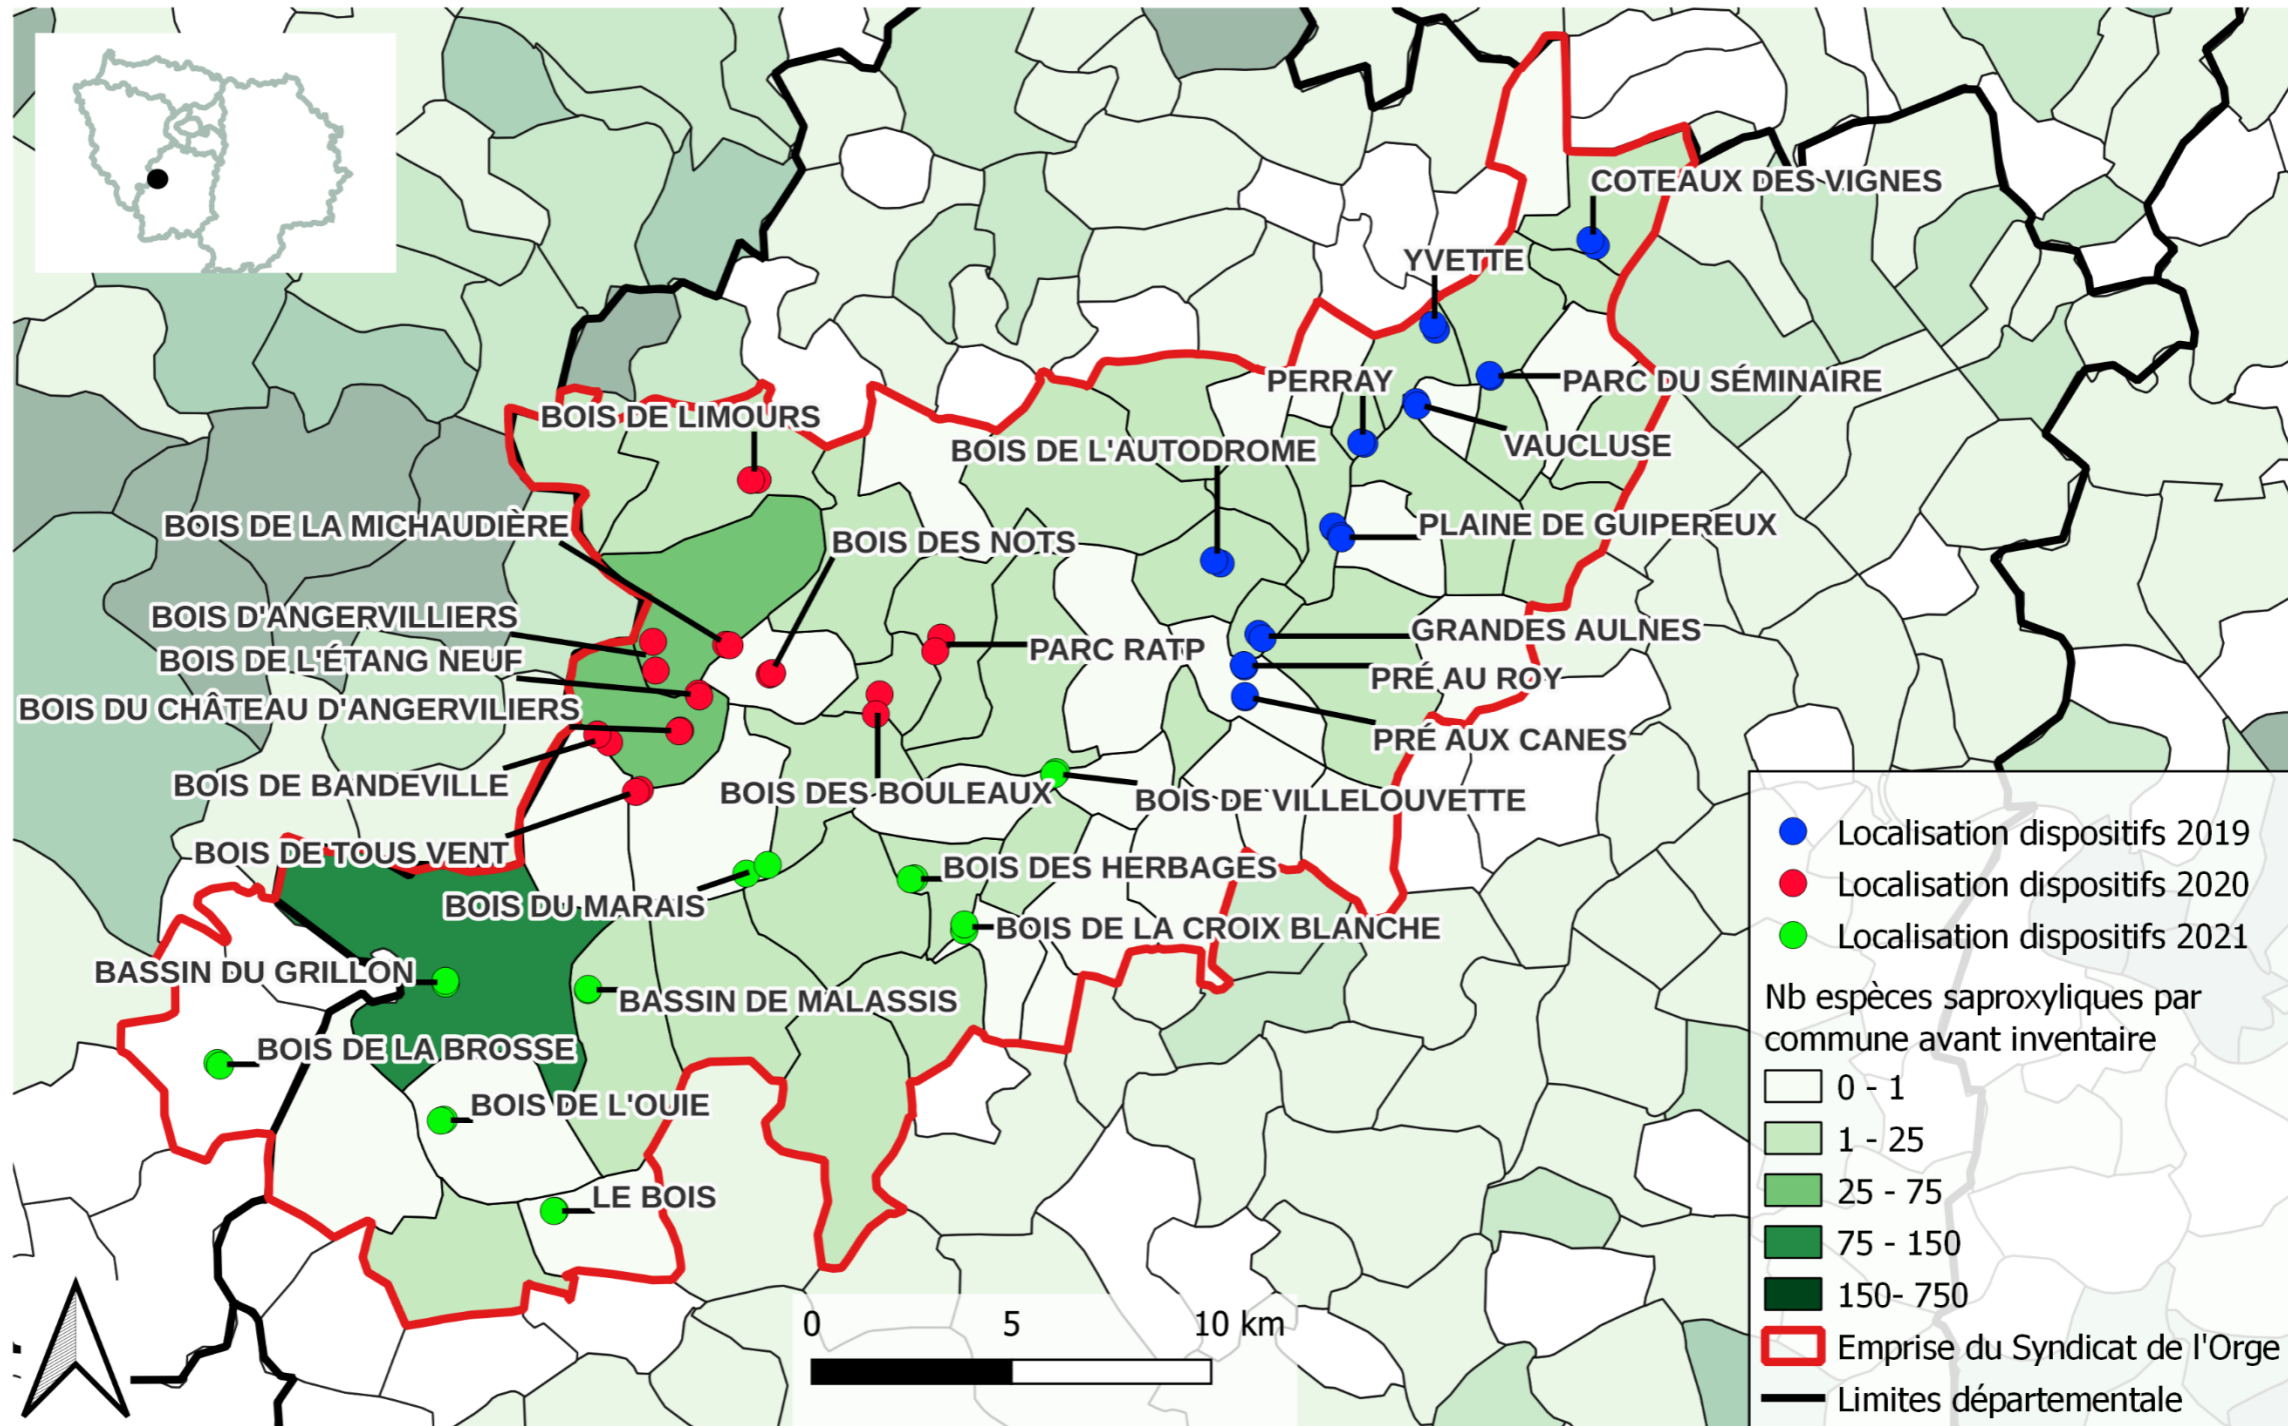 COTEAUX DES VIGNES
YVETTE
PERRAY
PARC DU SÉMINAIRE
BOIS DE LIMOURS
BOIS DE L'AUTODROME
VAUCLUSE
BOIS DE LA MICHAUDIÈRE
BOIS DES NOTS
PLAINE DE GUIPEREUX
BOIS D'ANGERVILLIERS
GRANDES AULNES
BOIS DE L'ÉTANG NEUF
PARC RATP
PRÉ AU ROY
BOIS DU CHÂTEAU D'ANGERVILIERS
PRÉ AUX CANES
BOIS DE BANDEVILLE
BOIS DES BOULEAUX
BOIS DE VILLELOUVETTE
BOIS DE TOUS VENT
BOIS DES HERBAGES
BOIS DU MARAIS
BOIS DE LA CROIX BLANCHE
BASSIN DU GRILLON
BASSIN DE MALASSIS
BOIS DE LA BROSSE
BOIS DE L'OUIE
LE BOIS
0 5 10 km
Localisation dispositifs 2019
Localisation dispositifs 2020
Localisation dispositifs 2021
Nb espèces saproxyliques par
commune avant inventaire
0 - 1
1 - 25
25 - 75
75 - 150
150- 750
Emprise du Syndicat de l'Orge
Limites départementale